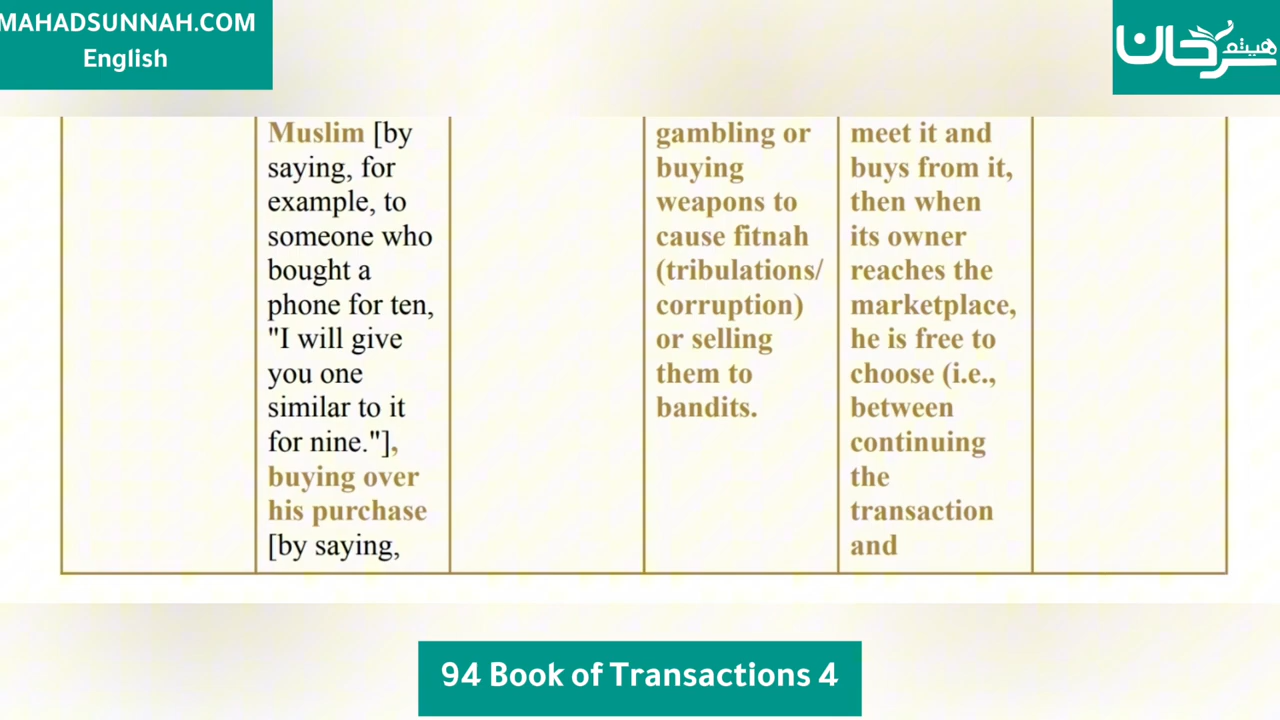 MAHADSUNNAH.COM
English
هيثم
سرحان
Muslim [by
saying, for
example, to
someone who
bought a
phone for ten,
"I will give
you one
similar to it
for nine."],
buying over
his purchase
[by saying,
gambling or
buying
weapons to
cause fitnah
(tribulations/
corruption)
or selling
them to
bandits.
meet it and
buys from it,
then when
its owner
reaches the
marketplace,
he is free to
choose (i.e.,
between
continuing
the
transaction
and
94 Book of Transactions 4